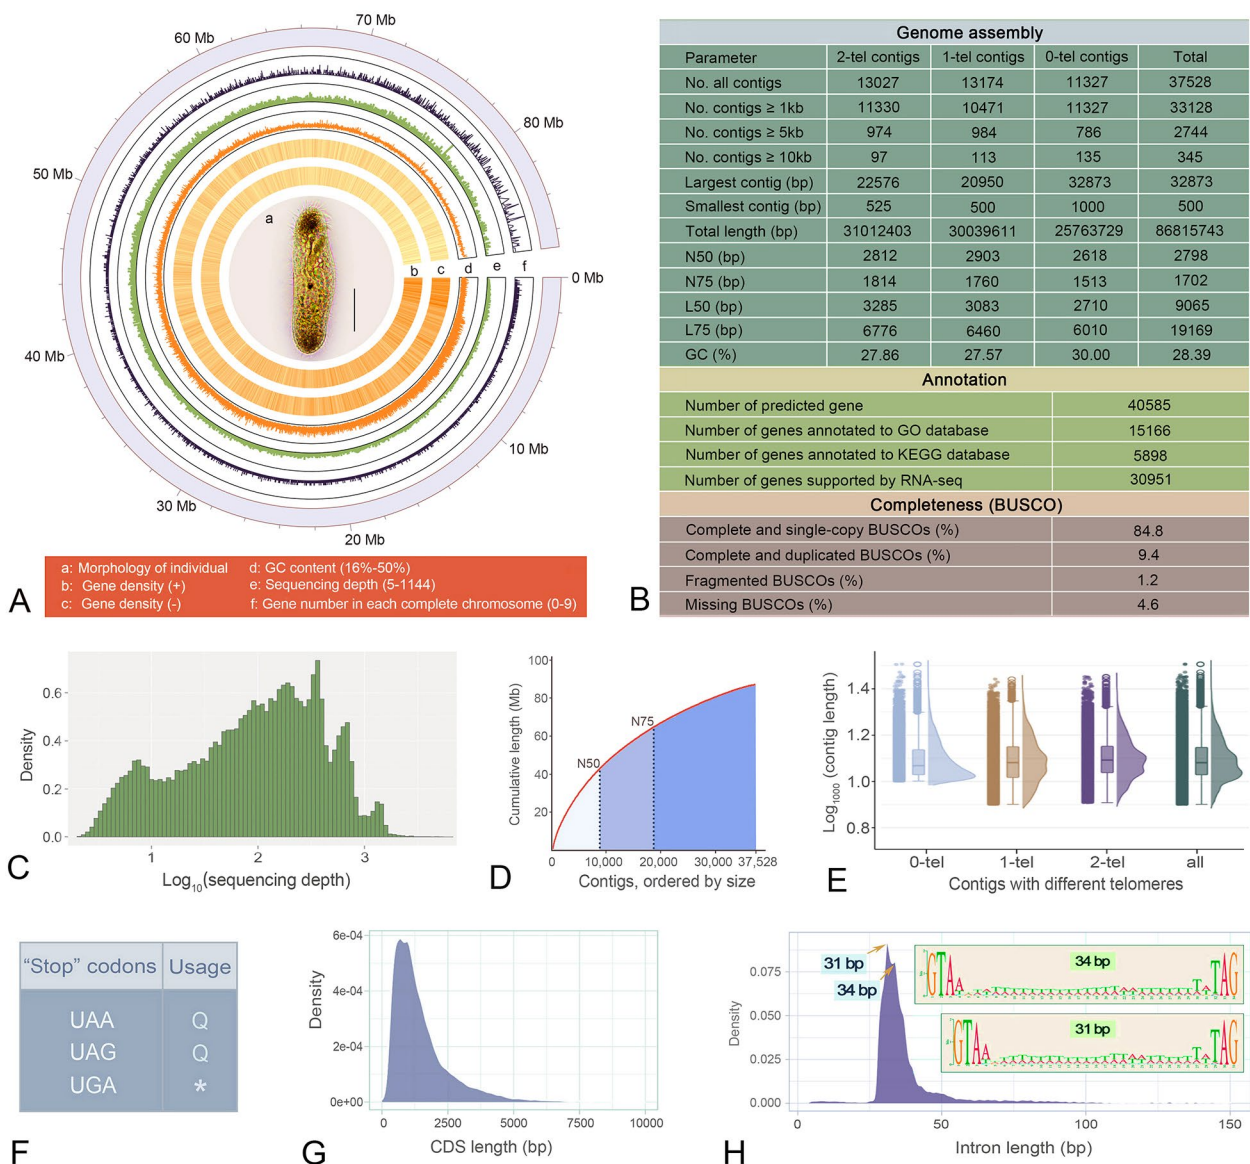 70 Mb
60 Mb
80 Mb
50 Mb
a
b c d e f
0 Mb
40 Mb
10 Mb
30 Mb
20 Mb
a: Morphology of individual d: GC content (16%-50%)
b: Gene density (+) e: Sequencing depth (5-1144)
c: Gene density (-) f: Gene number in each complete chromosome (0-9)
A
Genome assembly
Parameter 2-tel contigs 1-tel contigs 0-tel contigs Total
No. all contigs 13027 13174 11327 37528
No. contigs ≥ 1kb 11330 10471 11327 33128
No. contigs ≥ 5kb 974 984 786 2744
No. contigs ≥ 10kb 97 113 135 345
Largest contig (bp) 22576 20950 32873 32873
Smallest contig (bp) 525 500 1000 500
Total length (bp) 31012403 30039611 25763729 86815743
N50 (bp) 2812 2903 2618 2798
N75 (bp) 1814 1760 1513 1702
L50 (bp) 3285 3083 2710 9065
L75 (bp) 6776 6460 6010 19169
GC (%) 27.86 27.57 30.00 28.39
Annotation
Number of predicted gene 40585
Number of genes annotated to GO database 15166
Number of genes annotated to KEGG database 5898
Number of genes supported by RNA-seq 30951
Completeness (BUSCO)
Complete and single-copy BUSCOs (%) 84.8
Complete and duplicated BUSCOs (%) 9.4
Fragmented BUSCOs (%) 1.2
Missing BUSCOs (%) 4.6
B
0.6
0.4
0.2
0.0
Density
1 2 3
Log10(sequencing depth)
C
100
80
60
40
20
Cumulative length (Mb)
N75
N50
0 10,000 20,000 30,000 37,528
Contigs, ordered by size
D
1.4
1.2
1.0
0.8
Log1000 (contig length)
0-tel 1-tel 2-tel all
Contigs with different telomeres
E
“Stop” codons Usage
UAA Q
UAG Q
UGA *
F
6e-04
4e-04
2e-04
0e+00
Density
0 2500 5000 7500 10000
CDS length (bp)
G
0.075
0.050
0.025
0.000
Density
31 bp
34 bp
34 bp
GTAA TAG
31 bp
GTAA TAG
0 50 100 150
Intron length (bp)
H